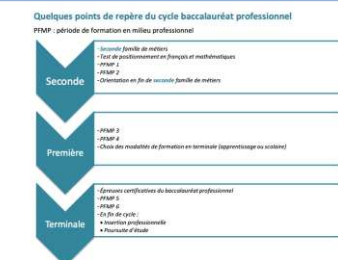 Quelques points de repère du cycle baccalauréat professionnel
PFMP : période de formation en milieu professionnel
Seconde
- Seconde famille de métiers
- Test de positionnement en français et mathématiques
- PFMP 1
- PFMP 2
- Orientation en fin de seconde famille de métiers
Première
- PFMP 3
- PFMP 4
- Choix des modalités de formation en terminale (apprentissage ou scolaire)
Terminale
- Épreuves certificatives du baccalauréat professionnel
- PFMP 5
- PFMP 6
- En fin de cycle :
• Insertion professionnelle
• Poursuite d'étude